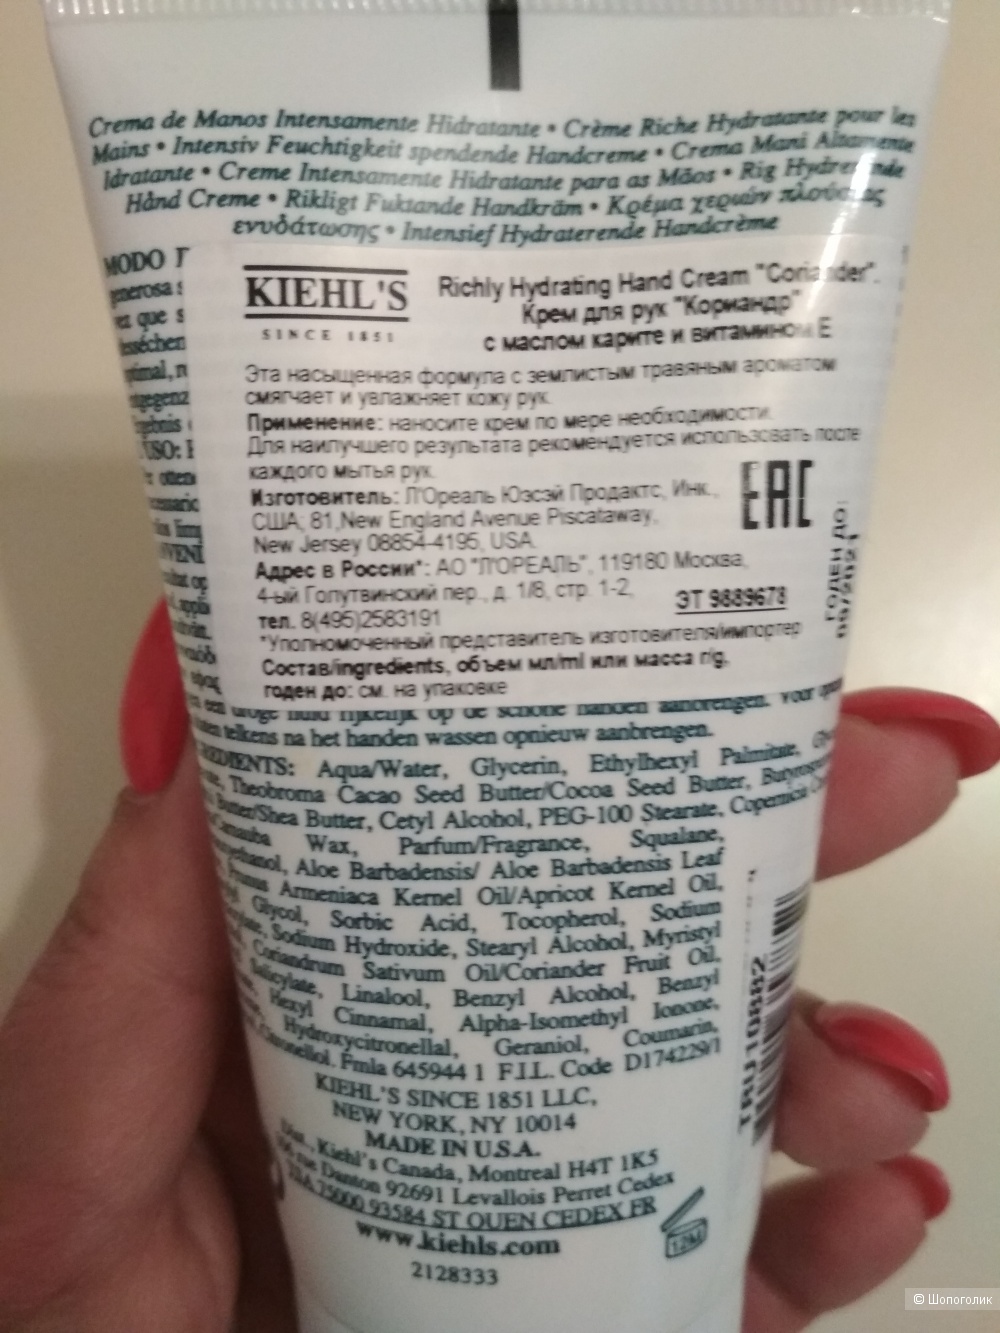 Crema de Manos Intensamente Hidratante • Crème Riche Hydratante pour les
Mains • Intensiv Feuchtigkeit spendende Handcreme • Crema Mani Altamente
Idratante • Creme Intensamente Hidratante para as Mãos • Rig
Hånd Creme • Rikligt Fuktande Handkräm • Κρέμα χεριών πλούσιας
ενυδάτωσης • Intensief Hydraterende Handcrème
MODO
KIEHL'S
SINCE 1851
Richly Hydrating Hand Cream "Coriander".
Крем для рук "Кориандр"
с маслом карите и витамином Е
Эта насыщенная формула с землистым травяным ароматом
смягчает и увлажняет кожу рук.
Применение: наносите крем по мере необходимости.
Для наилучшего результата рекомендуется использовать после
каждого мытья рук.
Изготовитель: Л'Ореаль Юэсэй Продактс, Инк.,
США; 81,New England Avenue Piscataway,
New Jersey 08854-4195, USA.
Адрес в России*: АО "Л'ОРЕАЛЬ", 119180 Москва,
4-ый Голутвинский пер., д. 1/8, стр. 1-2,
тел. 8(495)2583191
*Уполномоченный представитель изготовителя/импортер
Состав/ingredients, объем мл/ml или масса г/g,
годен до: см. на упаковке
EAC
ЭТ 9889678
ГОДЕН ДО:
telkens na het handen wassen opnieuw aanbrengen.
Aqua/Water, Glycerin, Ethylhexyl Palmitate,
Theobroma Cacao Seed Butter/Cocoa Seed Butter,
Butter/Shea Butter, Cetyl Alcohol, PEG-100 Stearate, Copernicia
Wax, Parfum/Fragrance, Squalane,
Aloe Barbadensis/ Aloe Barbadensis Leaf
Armeniaca Kernel Oil/Apricot Kernel Oil,
Glycol, Sorbic Acid, Tocopherol, Sodium
Sodium Hydroxide, Stearyl Alcohol, Myristyl
Coriandrum Sativum Oil/Coriander Fruit Oil,
Salicylate, Linalool, Benzyl Alcohol, Benzyl
Hexyl Cinnamal, Alpha-Isomethyl Ionone,
Hydroxycitronellal, Geraniol, Coumarin,
Citronellol. Fmla 645944 1 F.I.L. Code D174229/1
KIEHL'S SINCE 1851 LLC,
NEW YORK, NY 10014
MADE IN U.S.A.
Kiehl's Canada, Montreal H4T 1K5
rue Danton 92691 Levallois Perret Cedex
93584 ST OUEN CEDEX FR
www.kiehls.com
2128333
12M
TRU10882
© Шопоголик